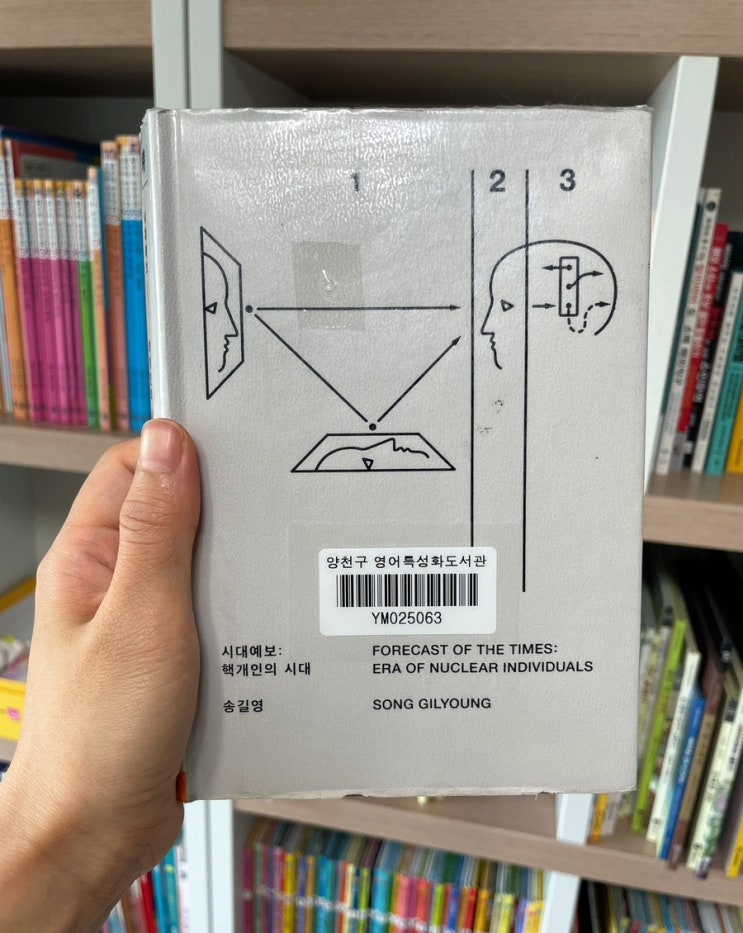 1
2
3
양천구 영어특성화도서관
YM025063
시대예보:
핵개인의 시대
송길영
FORECAST OF THE TIMES:
ERA OF NUCLEAR INDIVIDUALS
SONG GILYOUNG